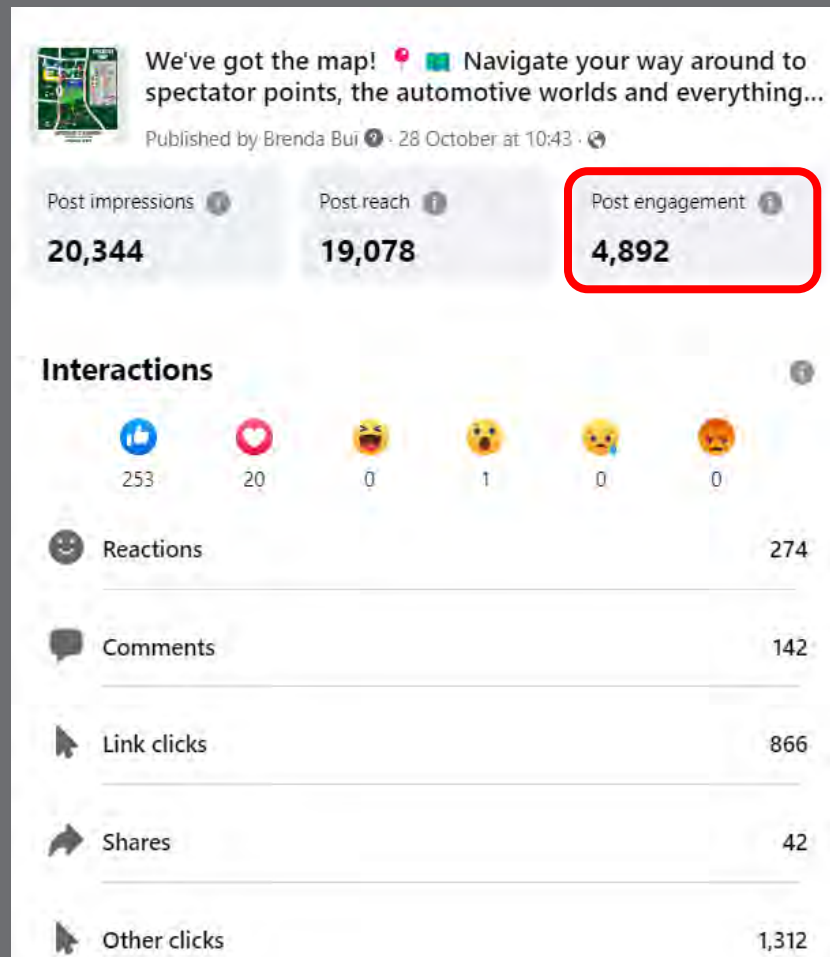 We've got the map! 📍 🗺️ Navigate your way around to
spectator points, the automotive worlds and everything...
Published by Brenda Bui · 28 October at 10:43 ·
Post impressions
Post reach
Post engagement
20,344
19,078
4,892
Interactions
253
20
0
1
0
0
Reactions
274
Comments
142
Link clicks
866
Shares
42
Other clicks
1,312